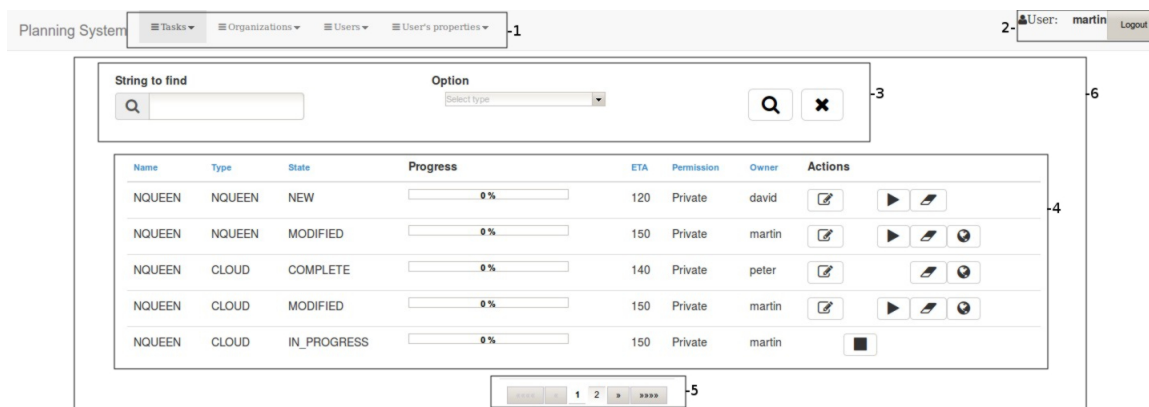 Planning System
Tasks Organizations Users User's properties -1
2- User: martin Logout
String to find Option
Select type
-3
-6
Name Type State Progress ETA Permission Owner Actions
NQUEEN NQUEEN NEW 0 % 120 Private david
-4
NQUEEN NQUEEN MODIFIED 0 % 150 Private martin
NQUEEN CLOUD COMPLETE 0 % 140 Private peter
NQUEEN CLOUD MODIFIED 0 % 150 Private martin
NQUEEN CLOUD IN_PROGRESS 0 % 150 Private martin
«««« « 1 2 » »»»» -5